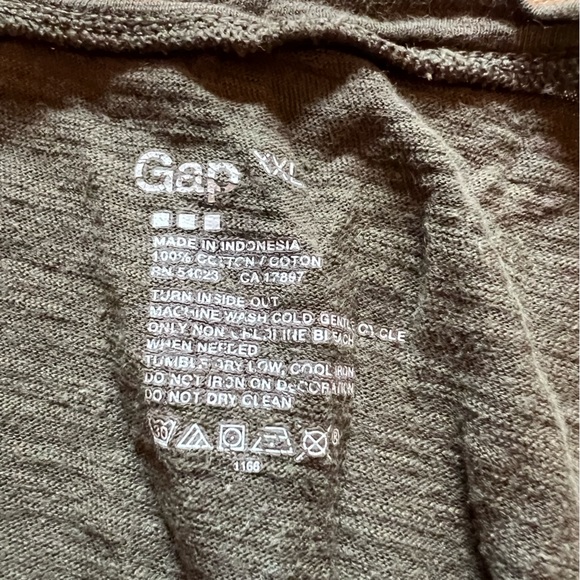 Gap XXL
MADE IN INDONESIA
100% COTTON / COTON
RN 54023 CA 17897
TURN INSIDE OUT
MACHINE WASH COLD GENTLE CYCLE
ONLY NON CHLORINE BLEACH
WHEN NEEDED
TUMBLE DRY LOW, COOL IRON
DO NOT IRON ON DECORATION
DO NOT DRY CLEAN
30
1166